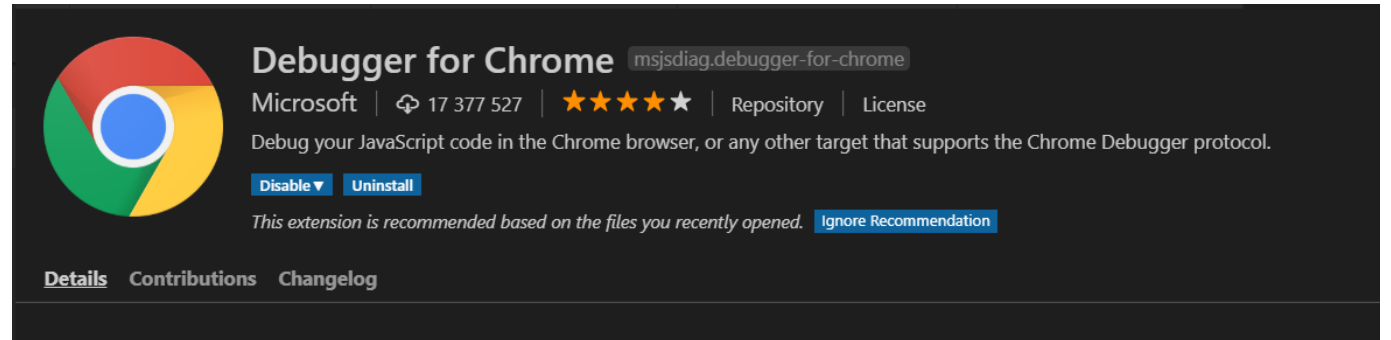 Debugger for Chrome msjsdiag.debugger-for-chrome
Microsoft 17 377 527 Repository License
Debug your JavaScript code in the Chrome browser, or any other target that supports the Chrome Debugger protocol.
Disable Uninstall
This extension is recommended based on the files you recently opened. Ignore Recommendation
Details Contributions Changelog